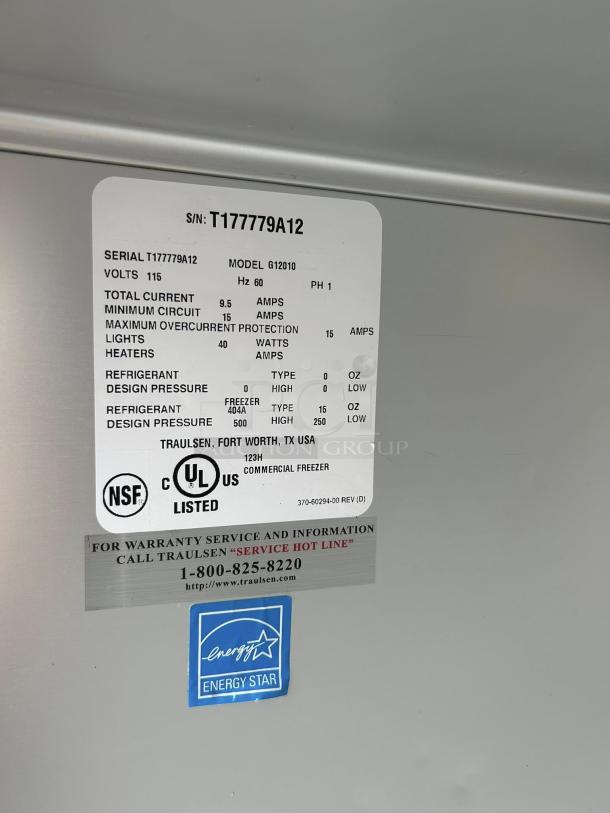 S/N: T177779A12
SERIAL T177779A12 MODEL G12010
VOLTS 115 Hz 60 PH 1
TOTAL CURRENT 9.5 AMPS
MINIMUM CIRCUIT 15 AMPS
MAXIMUM OVERCURRENT PROTECTION 15 AMPS
LIGHTS 40 WATTS
HEATERS AMPS
REFRIGERANT TYPE 0 OZ
DESIGN PRESSURE 0 HIGH 0 LOW
FREEZER
REFRIGERANT 404A TYPE 15 OZ
DESIGN PRESSURE 500 HIGH 250 LOW
TRAULSEN, FORT WORTH, TX USA
123H
COMMERCIAL FREEZER
NSF
C UL US
LISTED
370-60294-00 REV (D)
FOR WARRANTY SERVICE AND INFORMATION
CALL TRAULSEN "SERVICE HOT LINE"
1-800-825-8220
http://www.traulsen.com
energy
ENERGY STAR
PCI
AUCTION GROUP